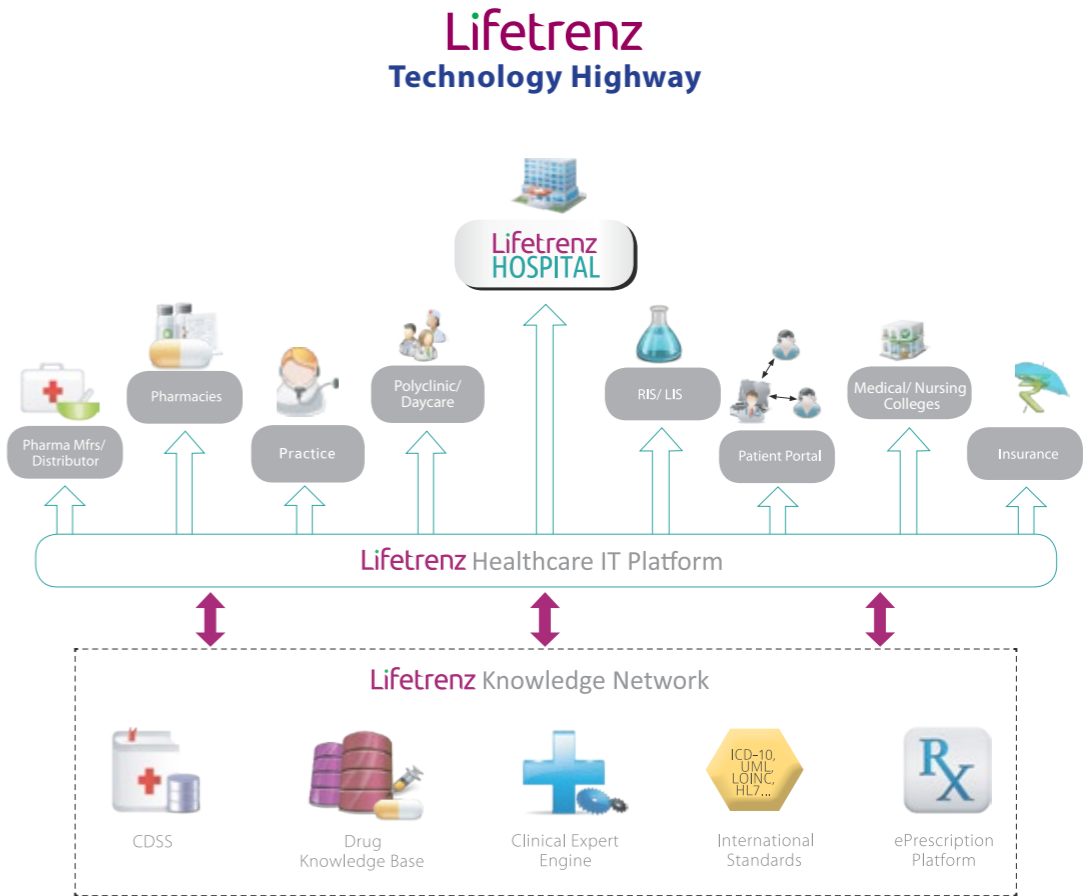 Lifetrenz
Technology Highway
Lifetrenz
HOSPITAL
Pharma Mfrs/
Distributor
Pharmacies
Practice
Polyclinic/
Daycare
RIS/ LIS
Patient Portal
Medical/ Nursing
Colleges
Insurance
Lifetrenz Healthcare IT Platform
Lifetrenz Knowledge Network
ICD-10,
UML,
LOINC,
HL7...
RX
CDSS
Drug
Knowledge Base
Clinical Expert
Engine
International
Standards
ePrescription
Platform